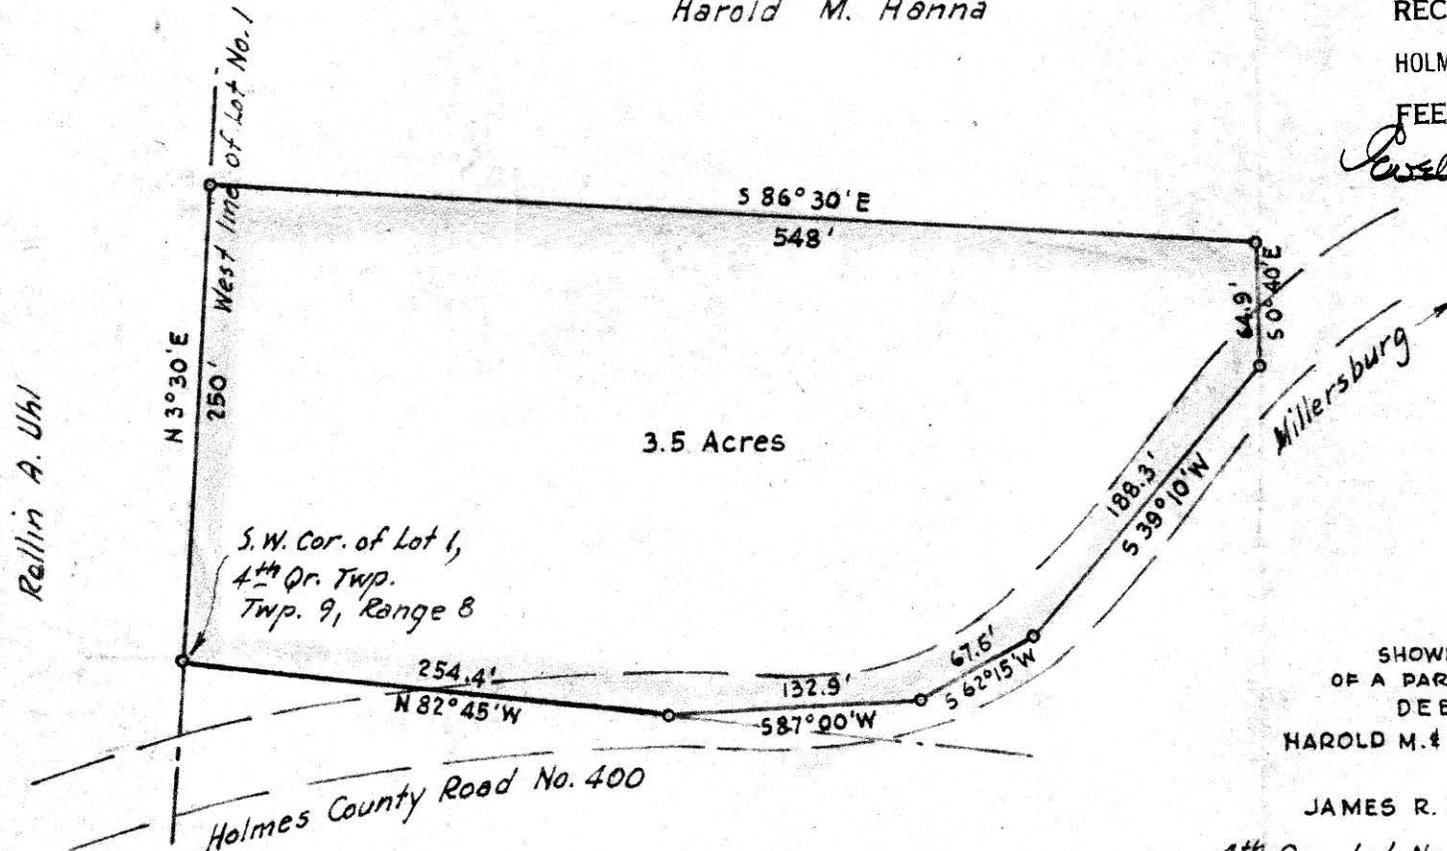 Harold M. Hanna
REC
HOLM
FEE
West line of Lot No. 1
S 86° 30' E
548'
64.9'
S 0° 40' E
N 3° 30' E
250'
Millersburg
Rollin A. Uhl
3.5 Acres
188.3'
S 39° 10' W
S.W. Cor. of Lot 1,
4th Qr. Twp.
Twp. 9, Range 8
67.6'
S 62° 15' W
254.4'
N 82° 45' W
132.9'
S 87° 00' W
Holmes County Road No. 400
SHOWI
OF A PAR
DEE
HAROLD M. &
JAMES R.